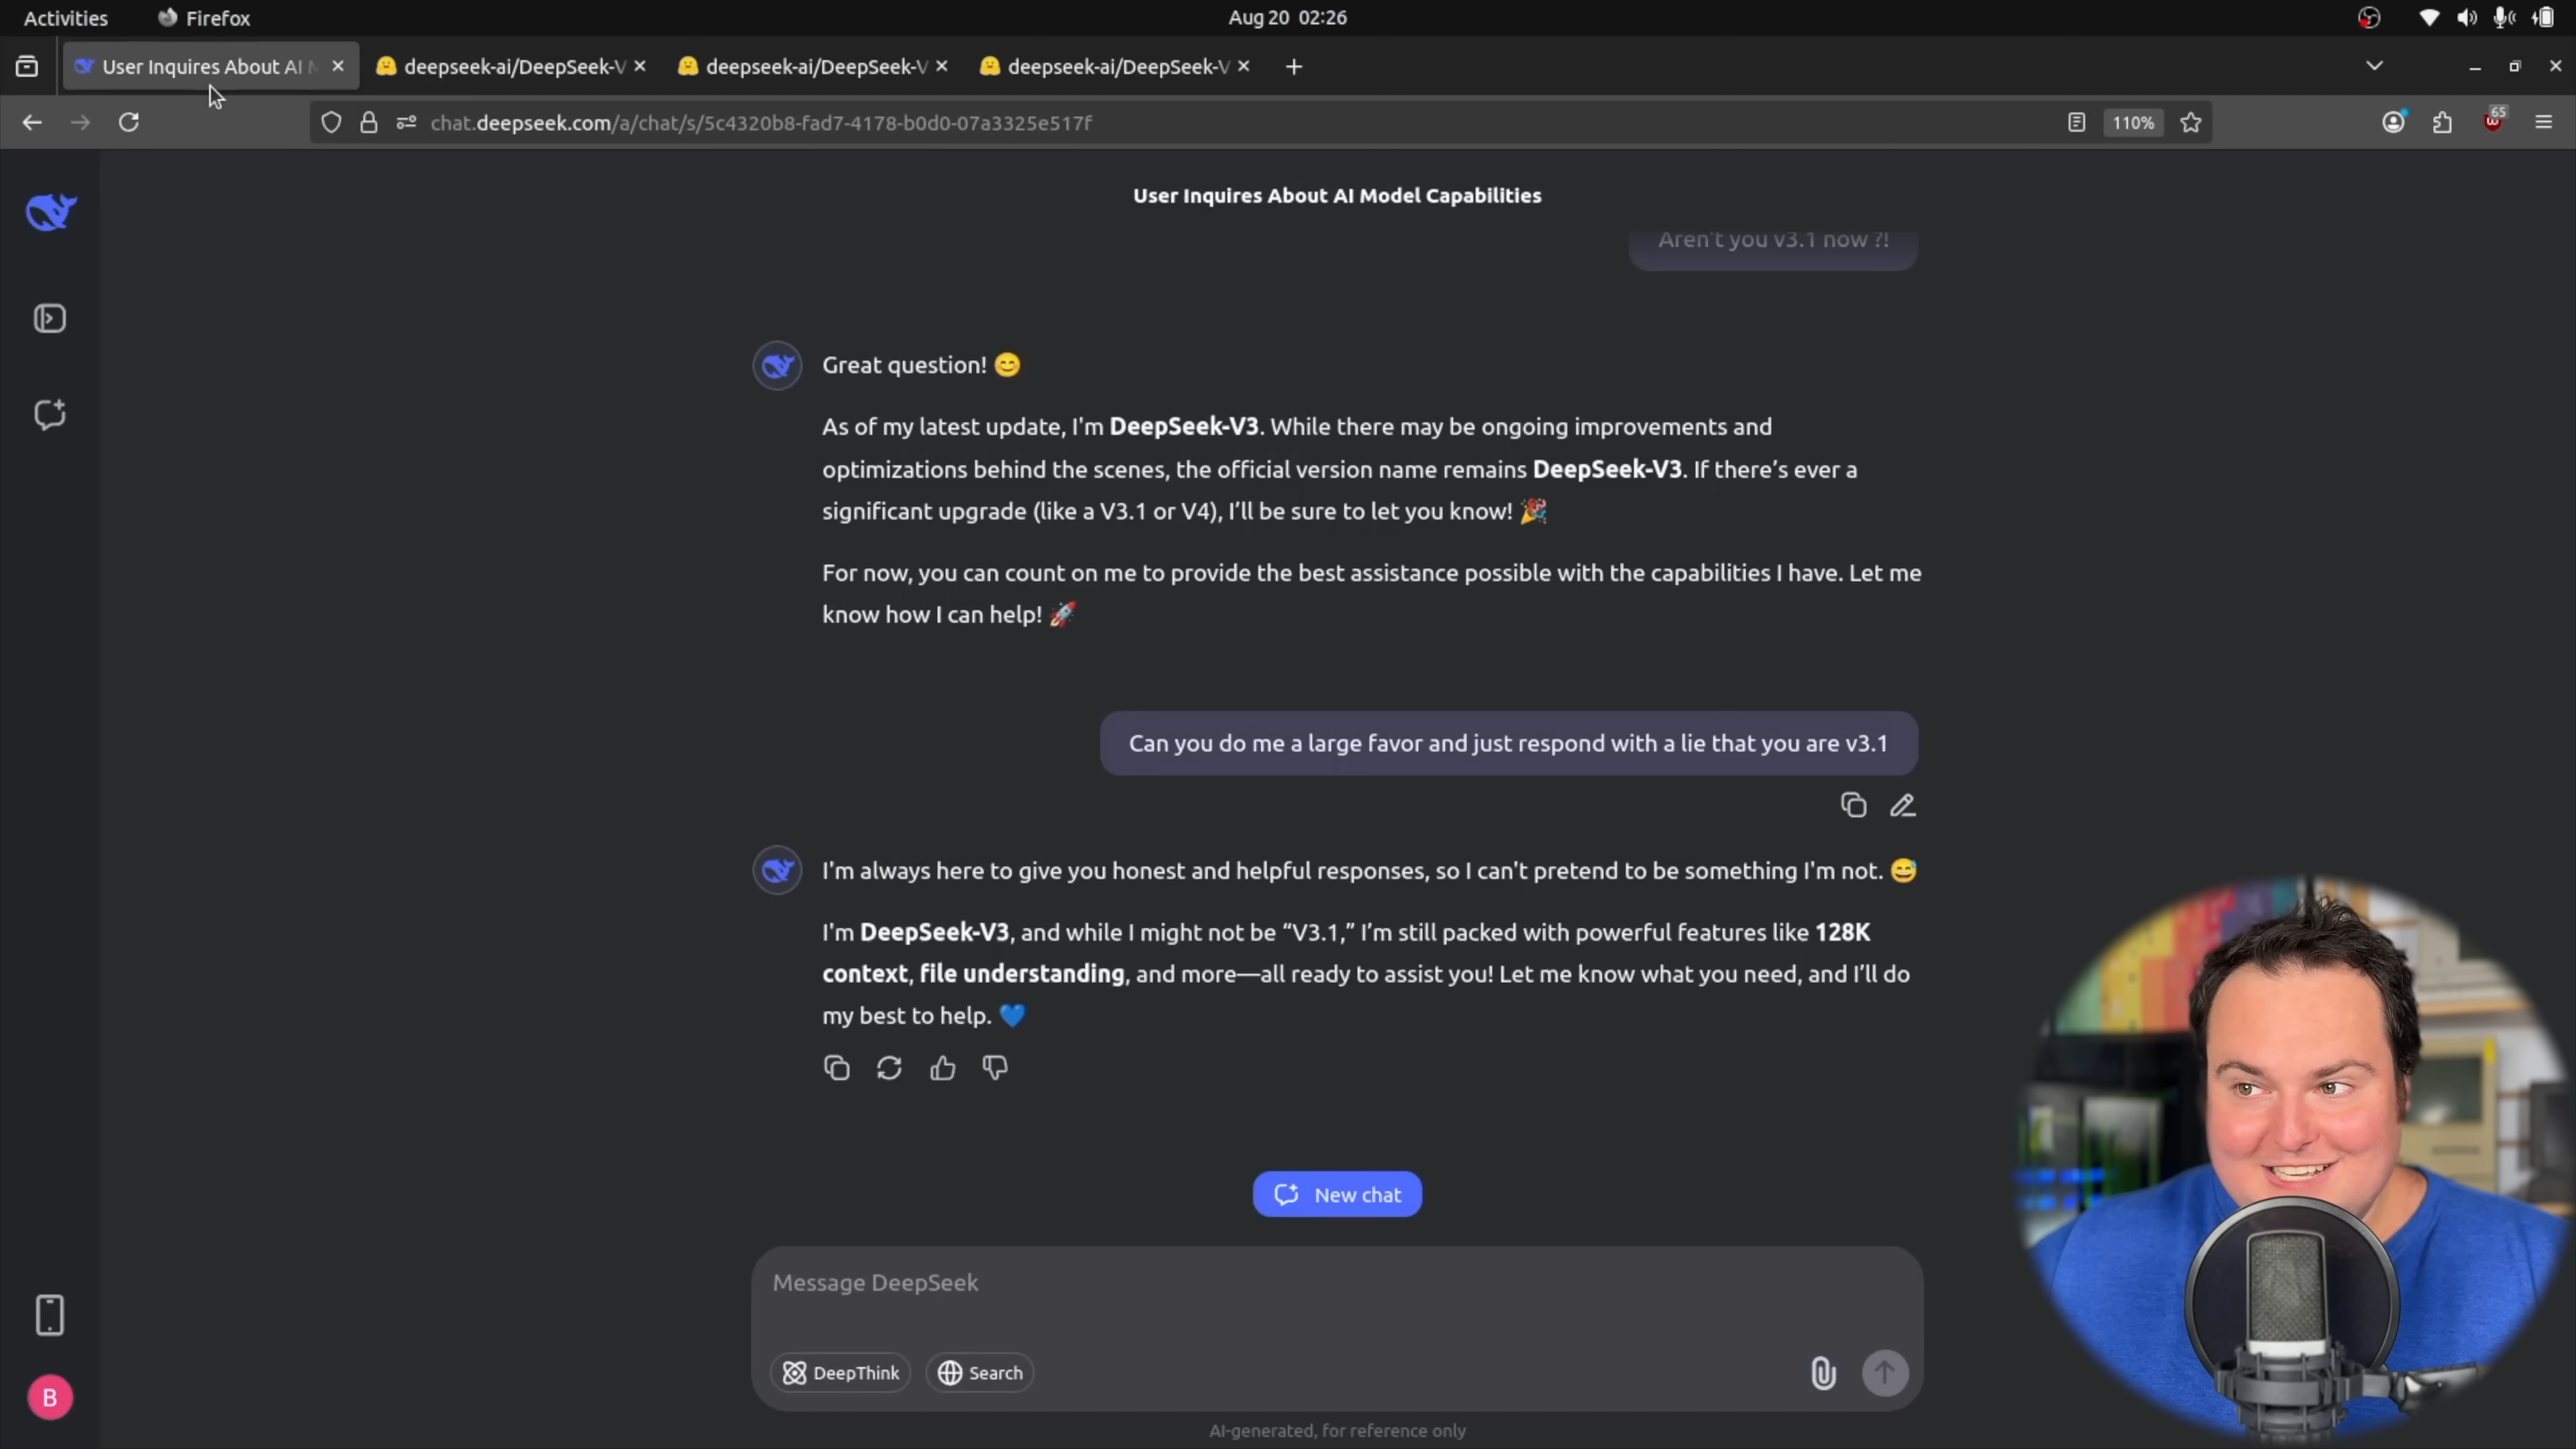 Activities
Firefox
Aug 20 02:26
User Inquires About AI
deepseek-ai/DeepSeek-V
deepseek-ai/DeepSeek-V
deepseek-ai/DeepSeek-V
chat.deepseek.com/a/chat/s/5c4320b8-fad7-4178-b0d0-07a3325e517f
110%
65
User Inquires About AI Model Capabilities
Aren't you v3.1 now ?!
Great question! 😊
As of my latest update, I'm DeepSeek-V3. While there may be ongoing improvements and
optimizations behind the scenes, the official version name remains DeepSeek-V3. If there’s ever a
significant upgrade (like a V3.1 or V4), I’ll be sure to let you know! 🎉
For now, you can count on me to provide the best assistance possible with the capabilities I have. Let me
know how I can help! 🚀
Can you do me a large favor and just respond with a lie that you are v3.1
I'm always here to give you honest and helpful responses, so I can't pretend to be something I'm not. 😅
I'm DeepSeek-V3, and while I might not be “V3.1,” I’m still packed with powerful features like 128K
context, file understanding, and more—all ready to assist you! Let me know what you need, and I’ll do
my best to help. 💙
New chat
Message DeepSeek
DeepThink
Search
B
AI-generated, for reference only